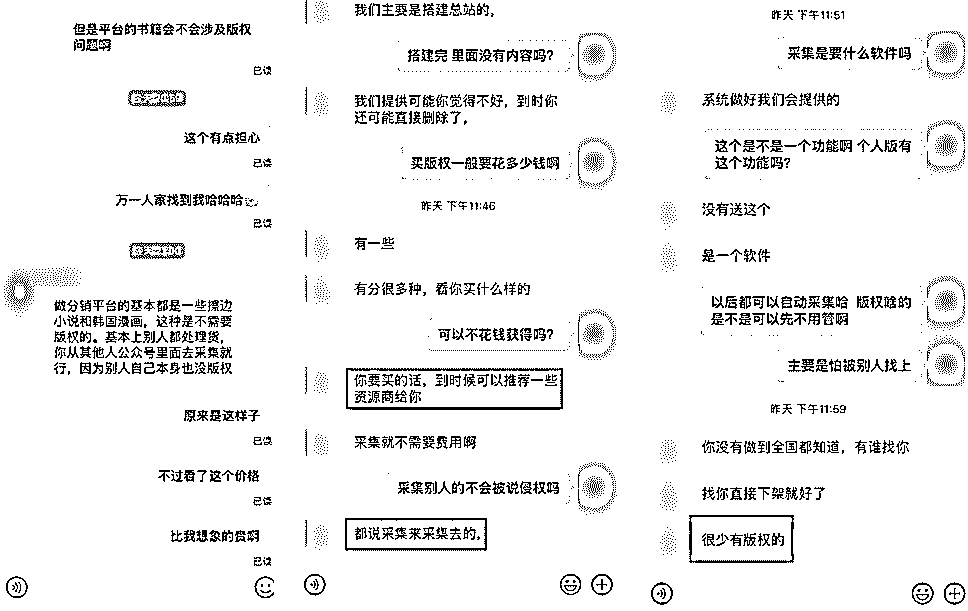 但是平台的书籍会不会涉及版权
问题啊
已读
这个有点担心
已读
万一人家找到我哈哈哈
已读
做分销平台的基本都是一些擦边
小说和韩国漫画，这种是不需要
版权的。基本上别人都处理货，
你从其他人公众号里面去采集就
行，因为别人自己本身也没版权
原来是这样子
已读
不过看了这个价格
已读
比我想象的贵啊
已读
我们主要是搭建总站的，
搭建完 里面没有内容吗？
我们提供可能你觉得不好，到时你
还可能直接删除了，
买版权一般要花多少钱啊
昨天 下午11:46
有一些
有分很多种，看你买什么样的
可以不花钱获得吗？
你要买的话，到时候可以推荐一些
资源商给你
采集就不需要费用啊
采集别人的不会被说侵权吗
都说采集来采集去的，
昨天 下午11:51
采集是要什么软件吗
系统做好我们会提供的
这个是不是一个功能啊 个人版有
这个功能吗？
没有送这个
是一个软件
以后都可以自动采集哈 版权啥的
是不是可以先不用管啊
主要是怕被别人找上
昨天 下午11:59
你没有做到全国都知道，有谁找你
找你直接下架就好了
很少有版权的